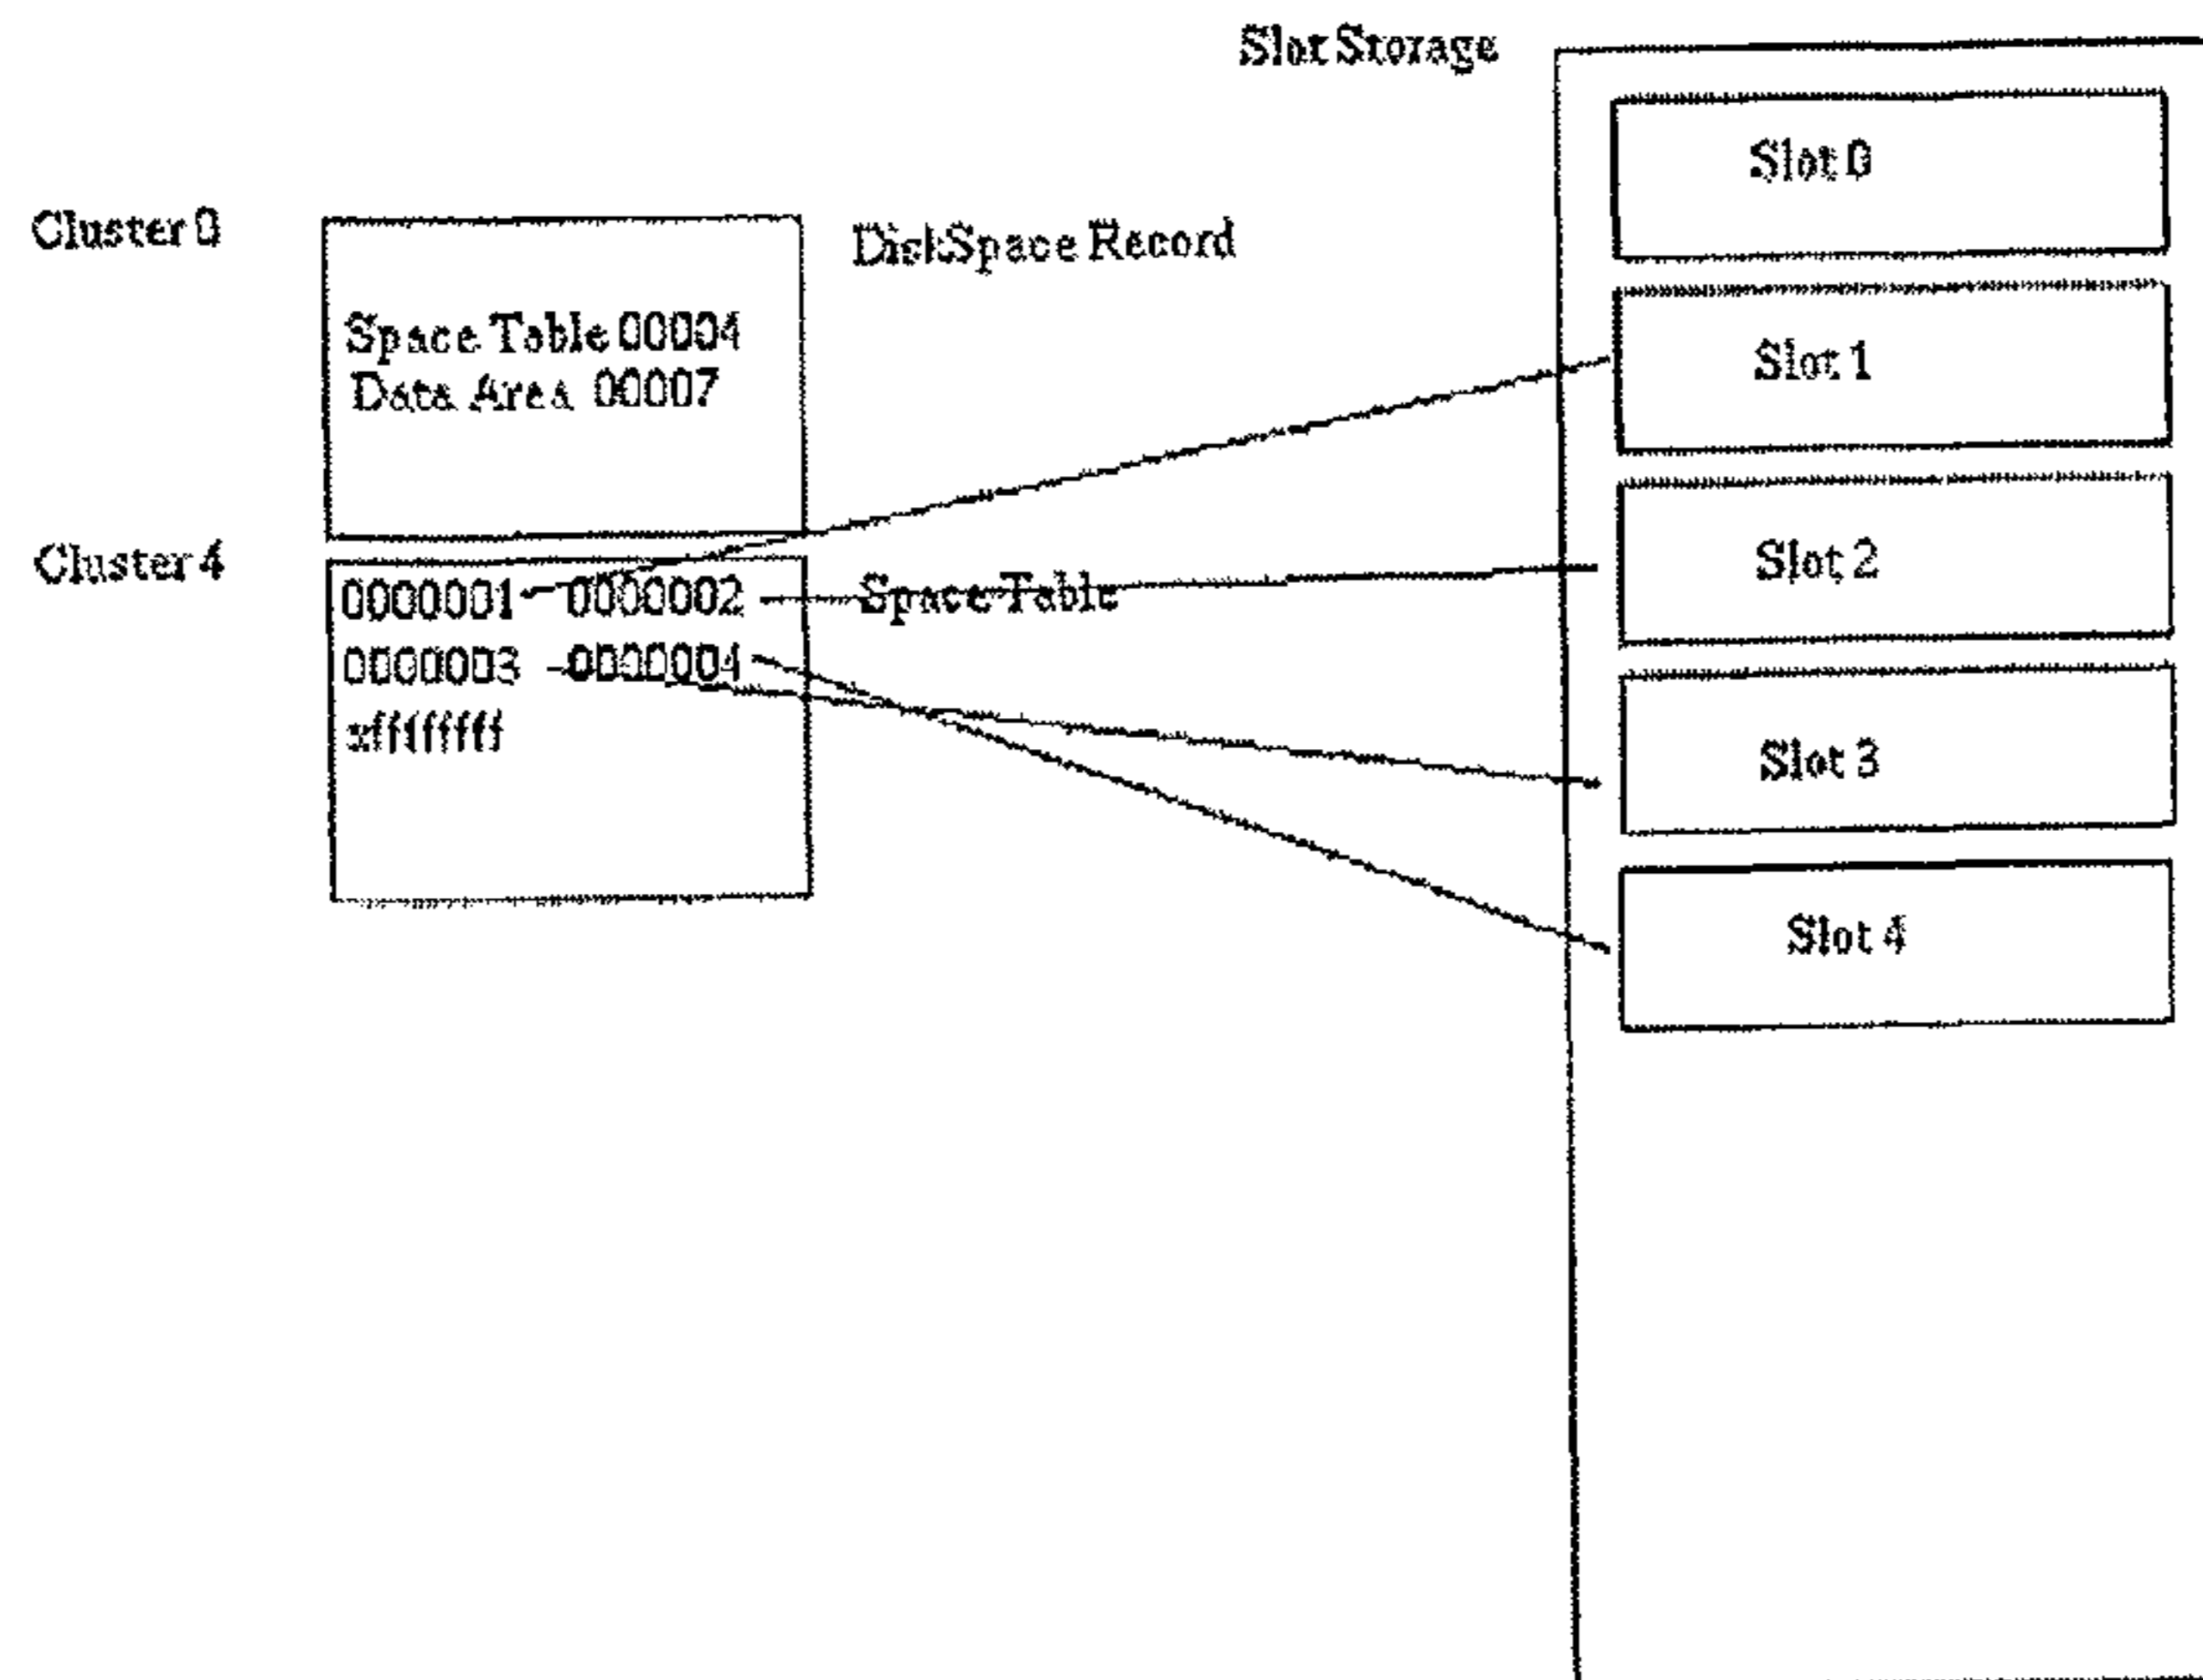 Slot Storage
Slot 0
Cluster 0
DiskSpace Record
Space Table 00004
Data Area 00007
Slot 1
Cluster 4
0000001 0000002
Space Table
0000003 0000004
xffffffff
Slot 2
Slot 3
Slot 4